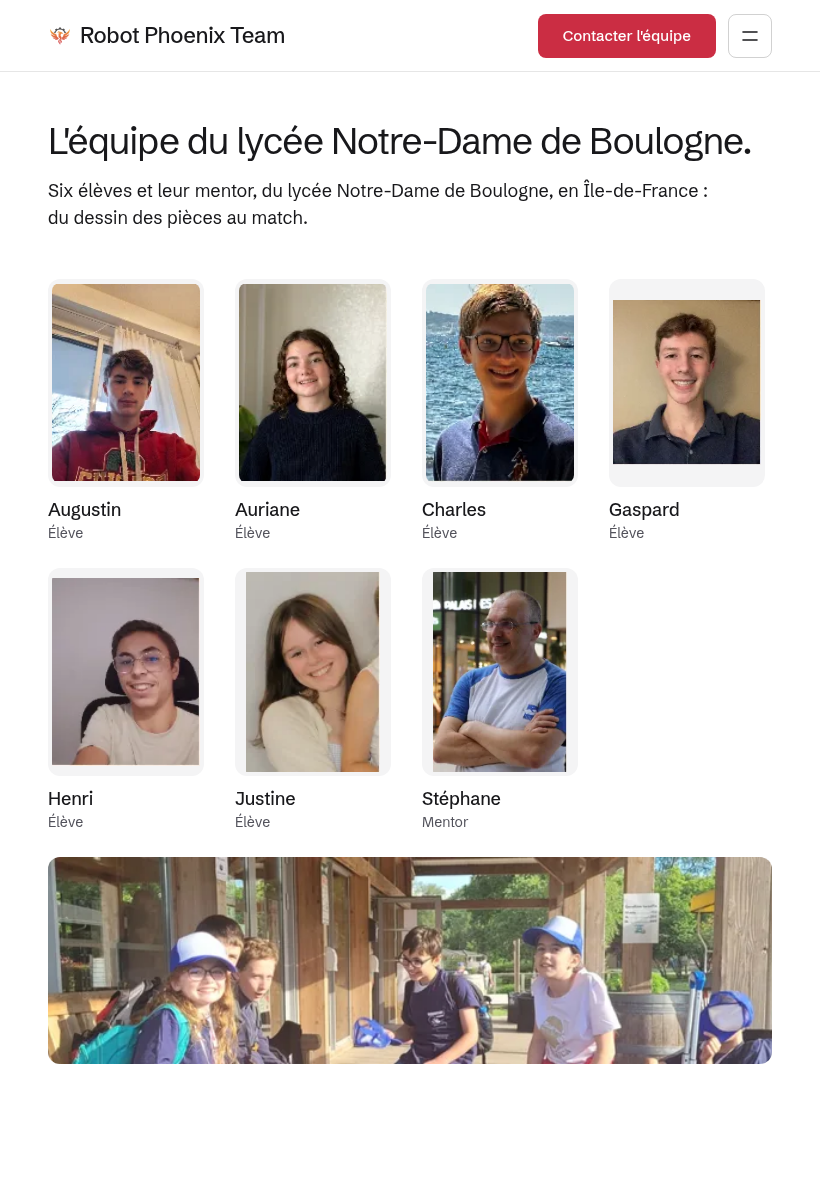 Robot Phoenix Team
Contacter l'équipe
L'équipe du lycée Notre-Dame de Boulogne.
Six élèves et leur mentor, du lycée Notre-Dame de Boulogne, en Île-de-France :
du dessin des pièces au match.
Augustin
Élève
Auriane
Élève
Charles
Élève
Gaspard
Élève
PALAIS DES
Henri
Élève
Justine
Élève
Stéphane
Mentor